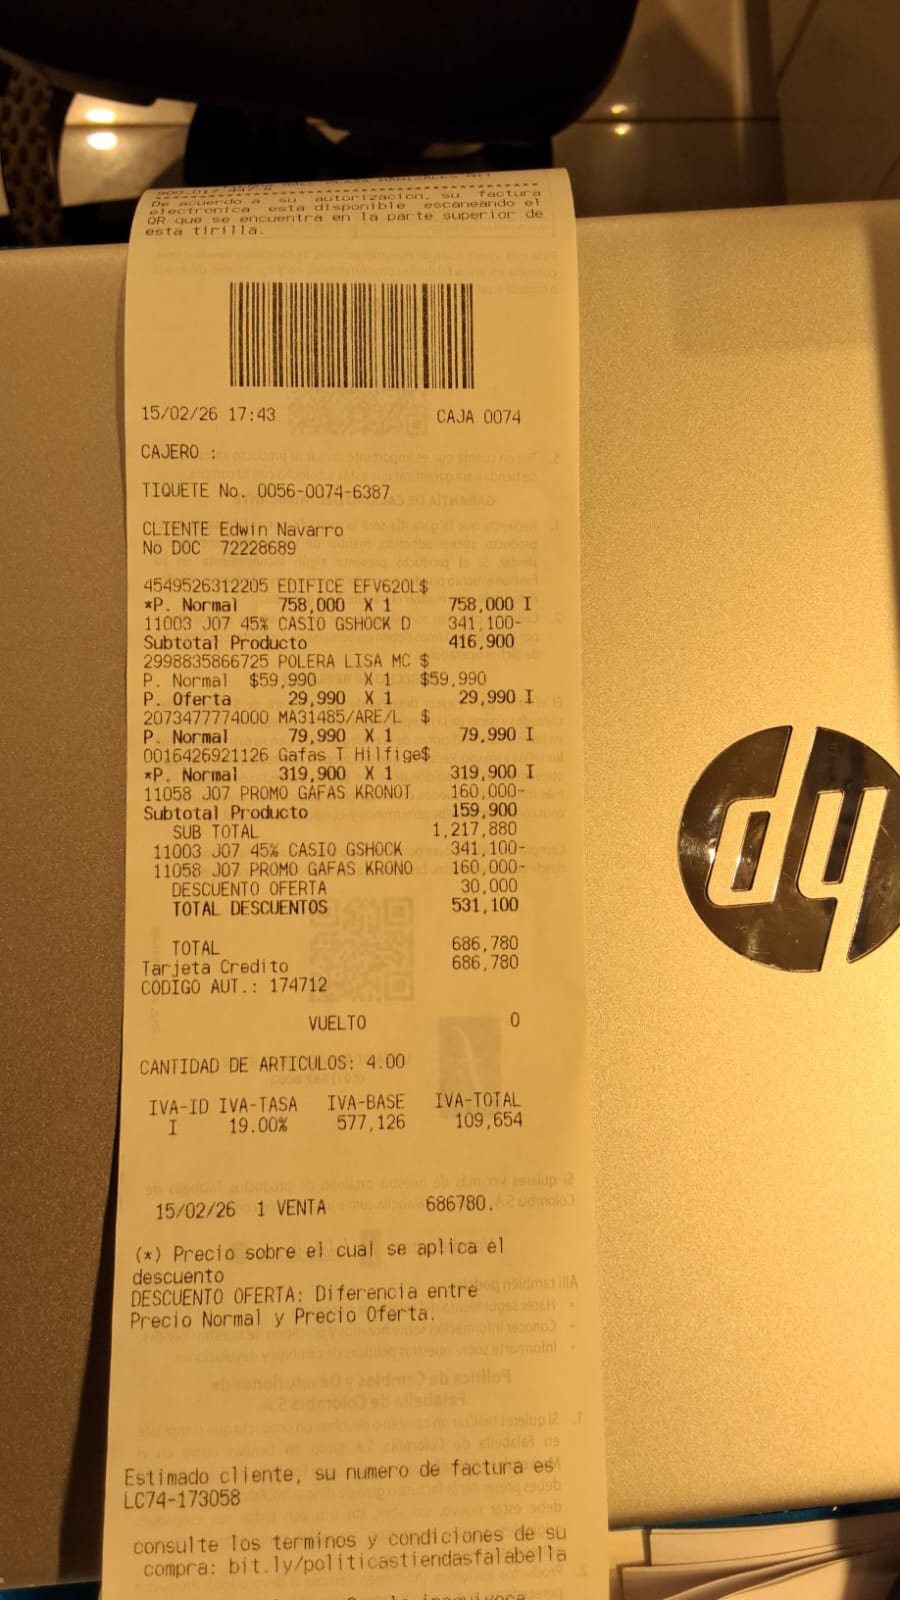 De acuerdo a su autorizacion, su factura
electronica esta disponible escaneando el
QR que se encuentra en la parte superior de
esta tirilla.
15/02/26 17:43 CAJA 0074
CAJERO :
TIQUETE No. 0056-0074-6387
CLIENTE Edwin Navarro
No DOC 72228689
4549526312205 EDIFICE EFV620L$
*P. Normal 758,000 X 1 758,000 I
11003 J07 45% CASIO GSHOCK D 341,100-
Subtotal Producto 416,900
2998835866725 POLERA LISA MC $
P. Normal $59,990 X 1 $59,990
P. Oferta 29,990 X 1 29,990 I
2073477774000 MA31485/ARE/L $
P. Normal 79,990 X 1 79,990 I
0016426921126 Gafas T Hilfige$
*P. Normal 319,900 X 1 319,900 I
11058 J07 PROMO GAFAS KRONOT 160,000-
Subtotal Producto 159,900
SUB TOTAL 1,217,880
11003 J07 45% CASIO GSHOCK 341,100-
11058 J07 PROMO GAFAS KRONO 160,000-
DESCUENTO OFERTA 30,000
TOTAL DESCUENTOS 531,100
TOTAL 686,780
Tarjeta Credito 686,780
CODIGO AUT.: 174712
VUELTO 0
CANTIDAD DE ARTICULOS: 4.00
IVA-ID IVA-TASA IVA-BASE IVA-TOTAL
I 19.00% 577,126 109,654
15/02/26 1 VENTA 686780.
(*) Precio sobre el cual se aplica el
descuento
DESCUENTO OFERTA: Diferencia entre
Precio Normal y Precio Oferta.
Estimado cliente, su numero de factura es
LC74-173058
consulte los terminos y condiciones de su
compra: bit.ly/politicastiendasfalabella
hp